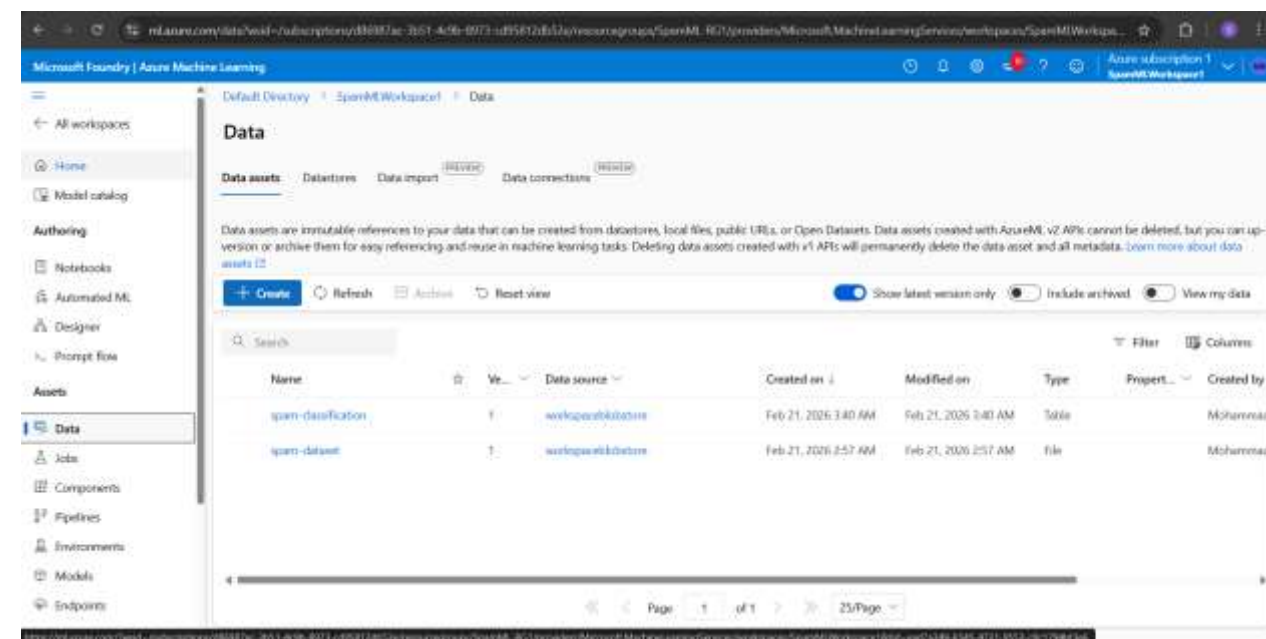 Microsoft Foundry | Azure Machine Learning
Azure subscription 1
SpamMLWorkspace1
All workspaces
Home
Model catalog
Authoring
Notebooks
Automated ML
Designer
Prompt flow
Assets
Data
Jobs
Components
Pipelines
Environments
Models
Endpoints
Default Directory SpamMLWorkspace1 Data
Data
Data assets Datastores Data import (PREVIEW) Data connections (PREVIEW)
Data assets are immutable references to your data that can be created from datastores, local files, public URLs, or Open Datasets. Data assets created with AzureML v2 APIs cannot be deleted, but you can up-
version or archive them for easy referencing and reuse in machine learning tasks. Deleting data assets created with v1 APIs will permanently delete the data asset and all metadata. Learn more about data
assets
+ Create Refresh Archive Reset view Show latest version only Include archived View my data
Search Filter Columns
Name Ve... Data source Created on ↓ Modified on Type Propert... Created by
spam-classification 1 workspaceblobstore Feb 21, 2026 3:40 AM Feb 21, 2026 3:40 AM Table Mohamma
spam-dataset 1 workspaceblobstore Feb 21, 2026 2:57 AM Feb 21, 2026 2:57 AM File Mohamma
Page 1 of 1 25/Page